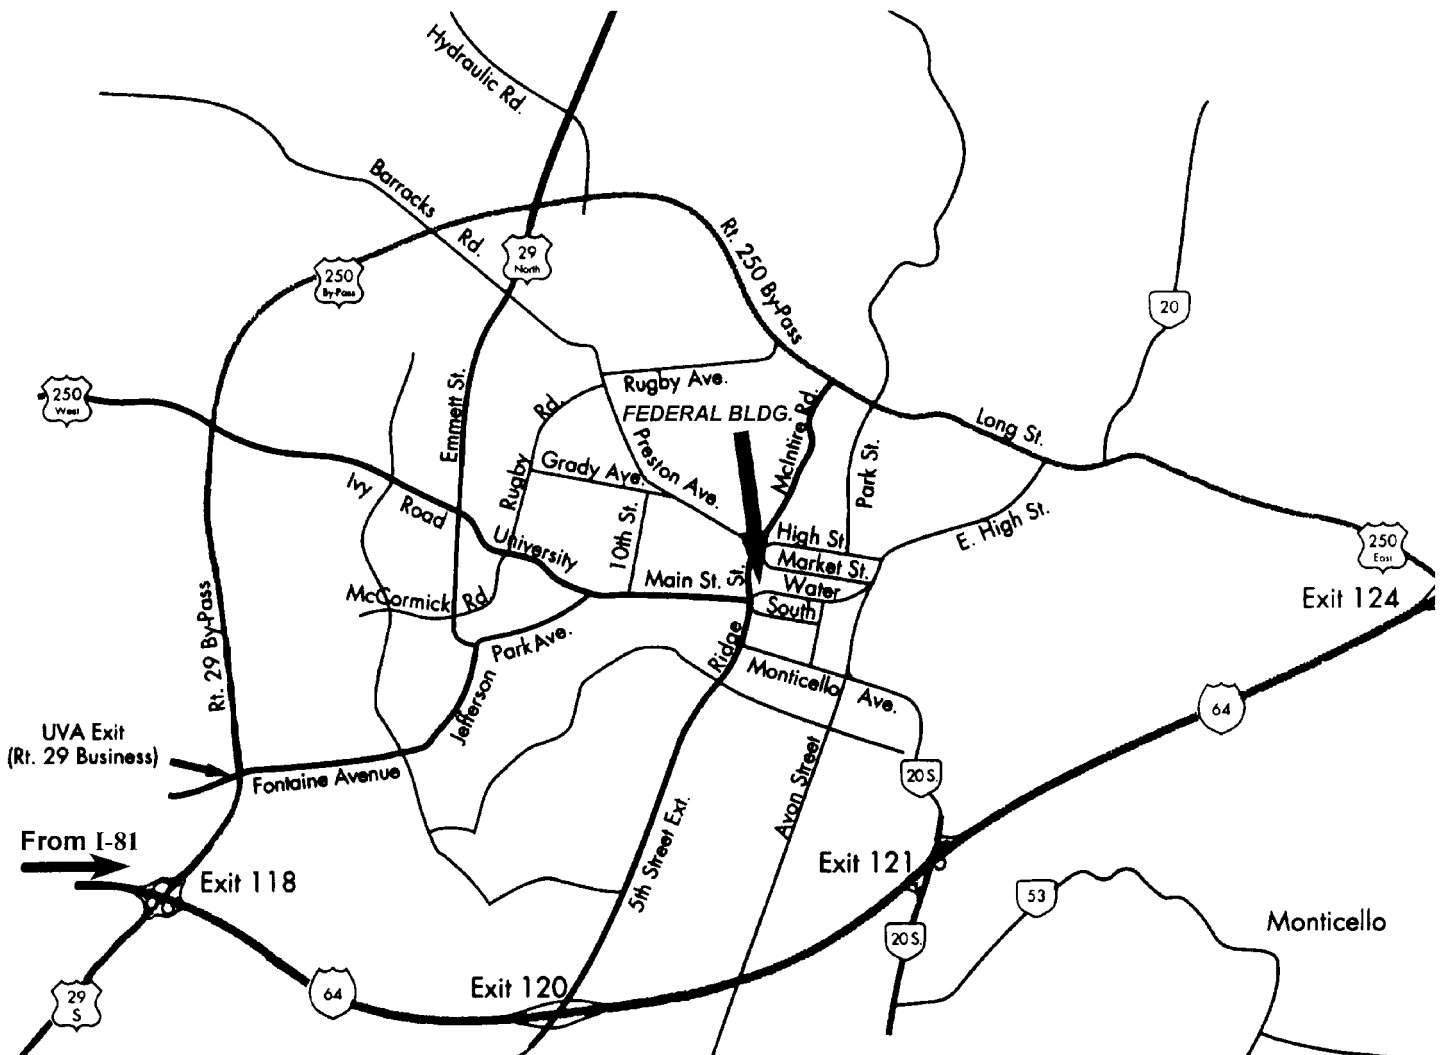 Hydraulic Rd.
Barracks
Rd.
29
North
Rt. 250 By-Pass
250
By-Pass
20
250
West
Emmett St.
Rugby Ave.
Rd.
FEDERAL BLDG.
McIntire Rd.
Long St.
Preston Ave.
Park St.
Grady Ave.
Rugby
Ivy
Road
10th St.
University
High St.
E. High St.
Market St.
250
East
Main St.
St.
Water
South
Exit 124
McCormick Rd.
Park Ave.
Ridge
Monticello
Ave.
Rt. 29 By-Pass
Jefferson
64
UVA Exit
(Rt. 29 Business)
Fontaine Avenue
20 S.
Avon Street
From I-81
5th Street Ext.
Exit 121
Exit 118
53
Monticello
20 S.
Exit 120
64
29
S